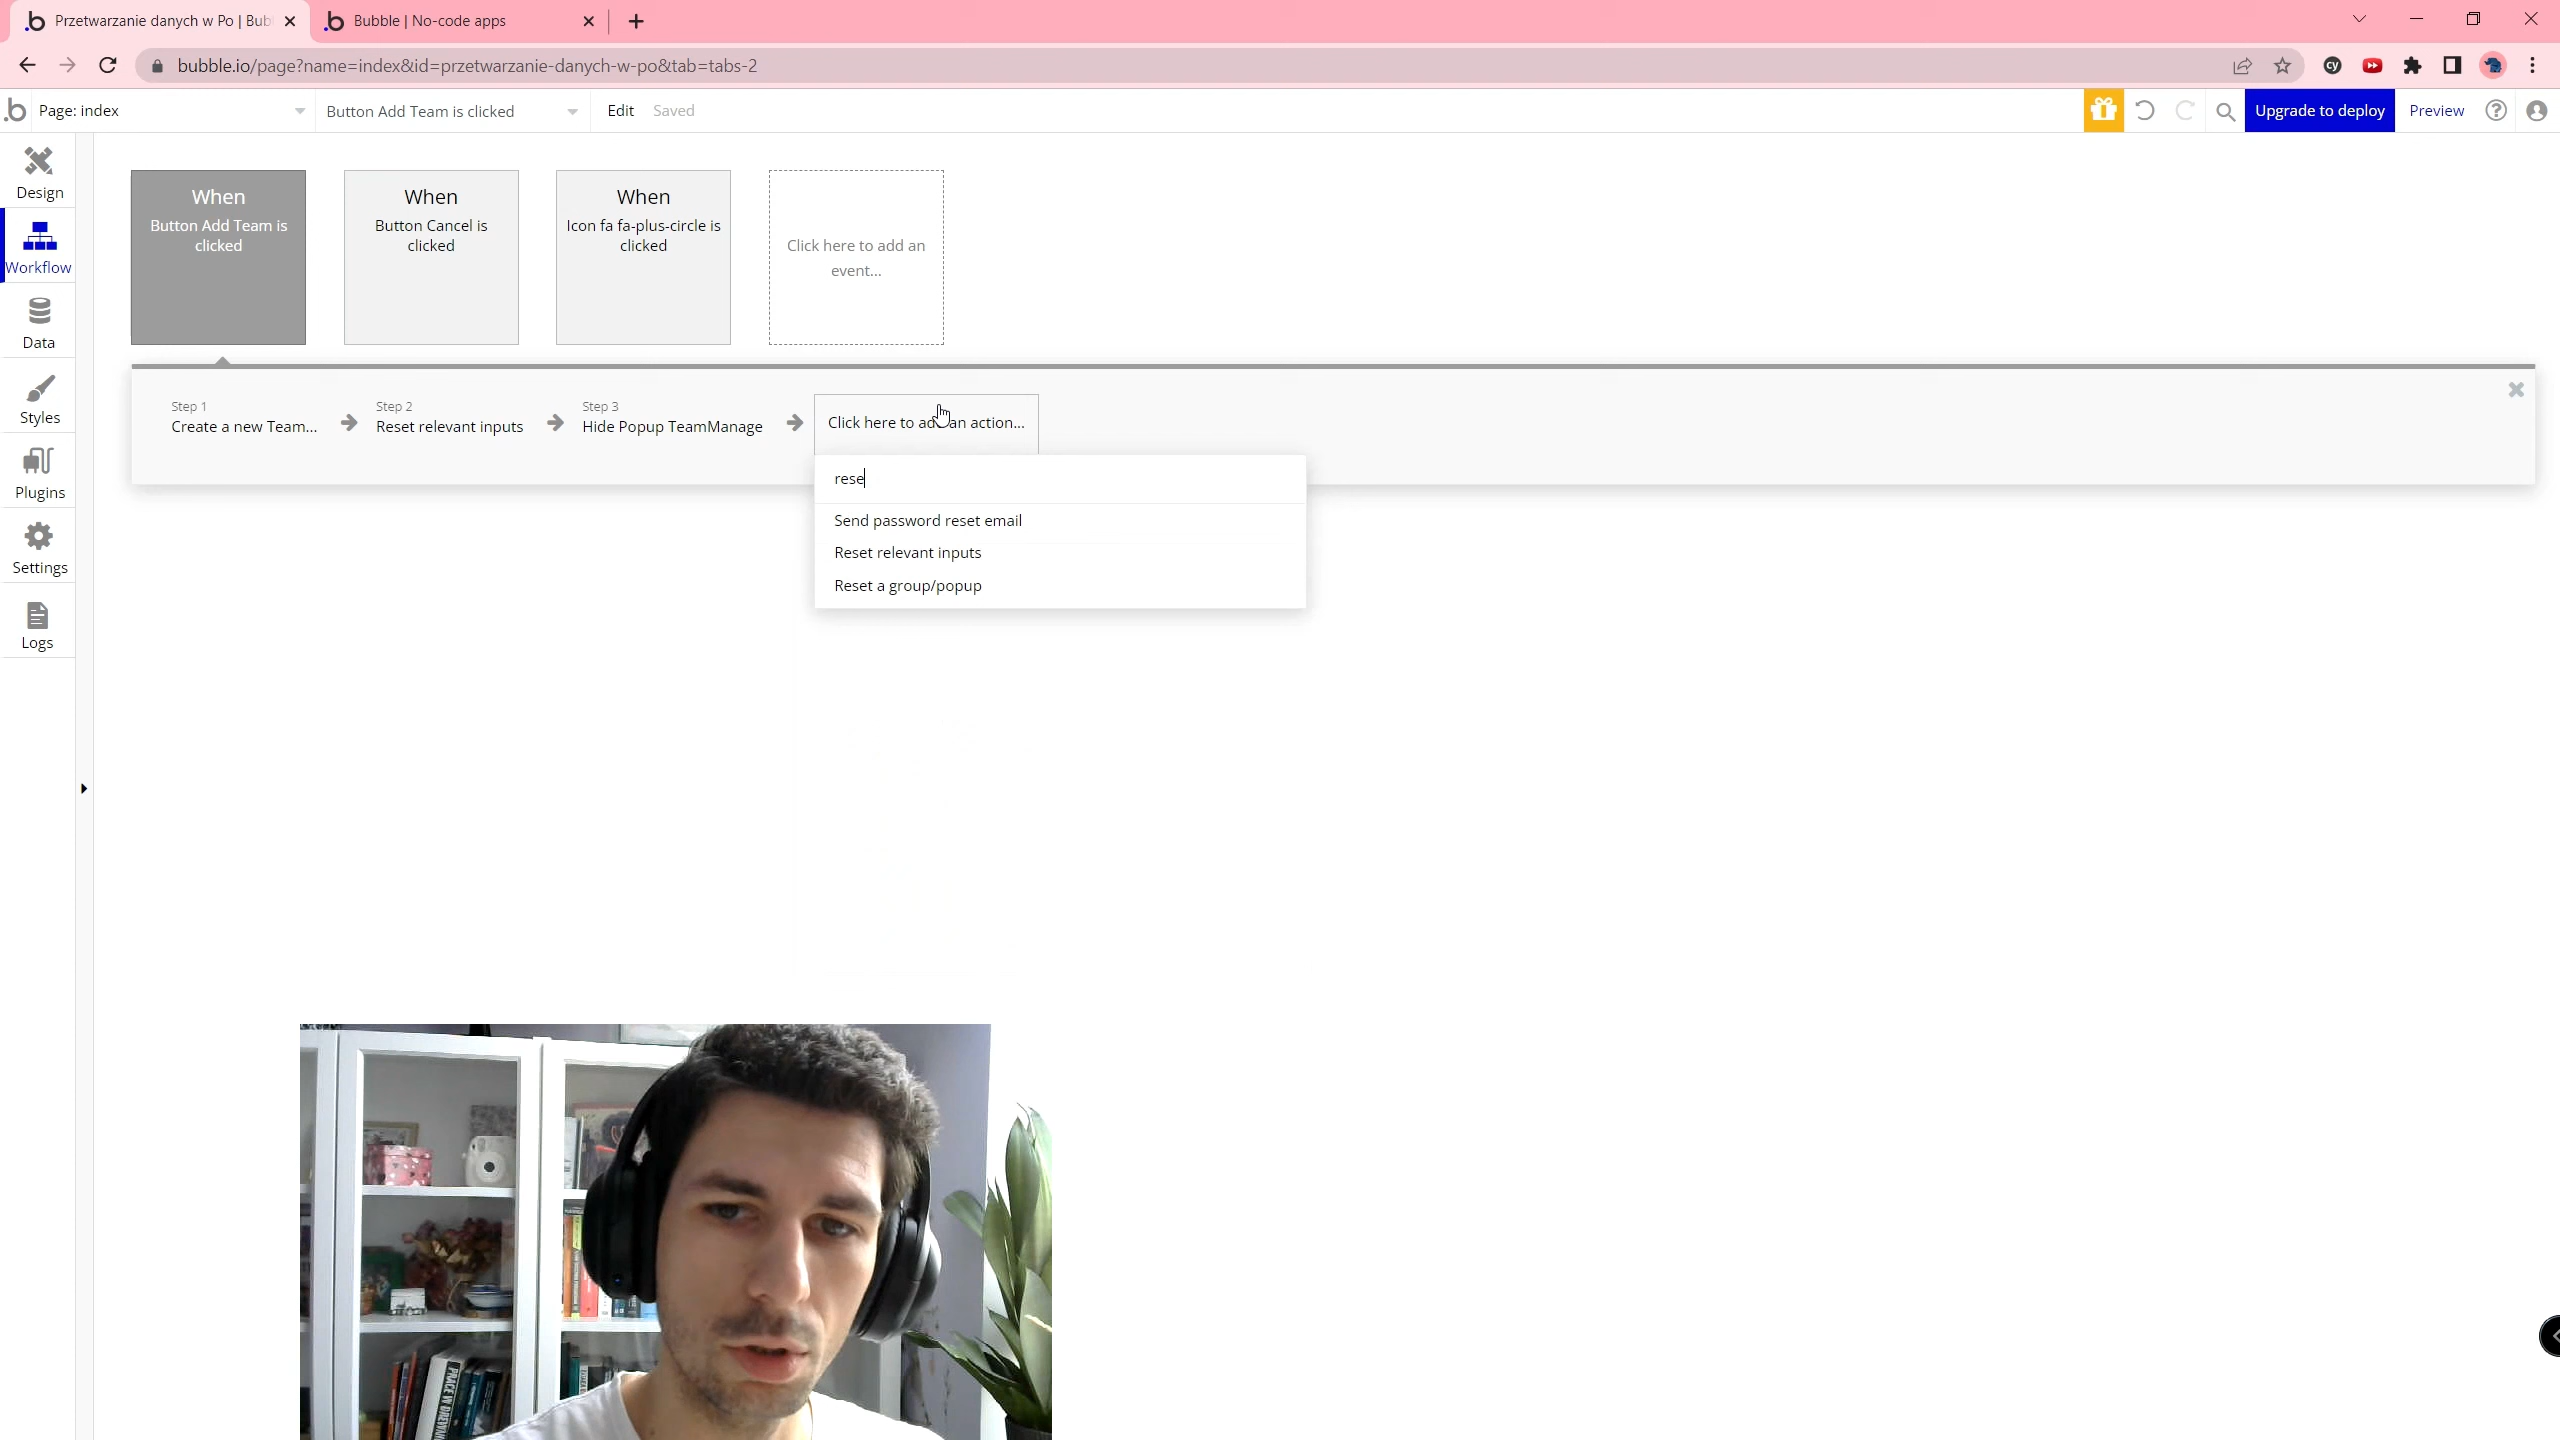 Przetwarzanie danych w Po | Bub
Bubble | No-code apps
bubble.io/page?name=index&id=przetwarzanie-danych-w-po&tab=tabs-2
Page: index
Button Add Team is clicked
Edit
Saved
Upgrade to deploy
Preview
Design
Workflow
Data
Styles
Plugins
Settings
Logs
When
Button Add Team is
clicked
When
Button Cancel is
clicked
When
Icon fa fa-plus-circle is
clicked
Click here to add an
event...
Step 1
Create a new Team...
Step 2
Reset relevant inputs
Step 3
Hide Popup TeamManage
Click here to add an action...
rese
Send password reset email
Reset relevant inputs
Reset a group/popup
PRACE W DREWNIE